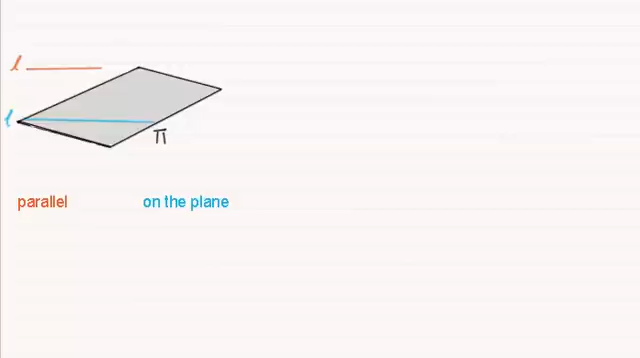 l
l
π
parallel on the plane